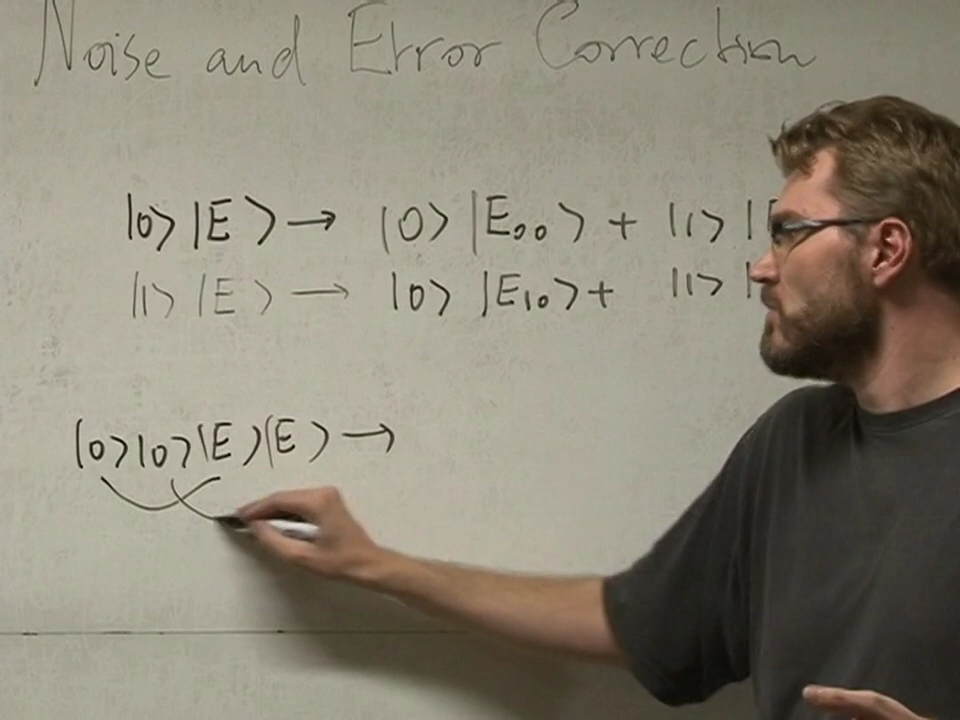 Noise and Error Correction
|0⟩|E⟩→ |0⟩|E₀₀⟩ + |1⟩|
|1⟩|E⟩→ |0⟩|E₁₀⟩+ |1⟩|
|0⟩|0⟩|E⟩|E⟩→